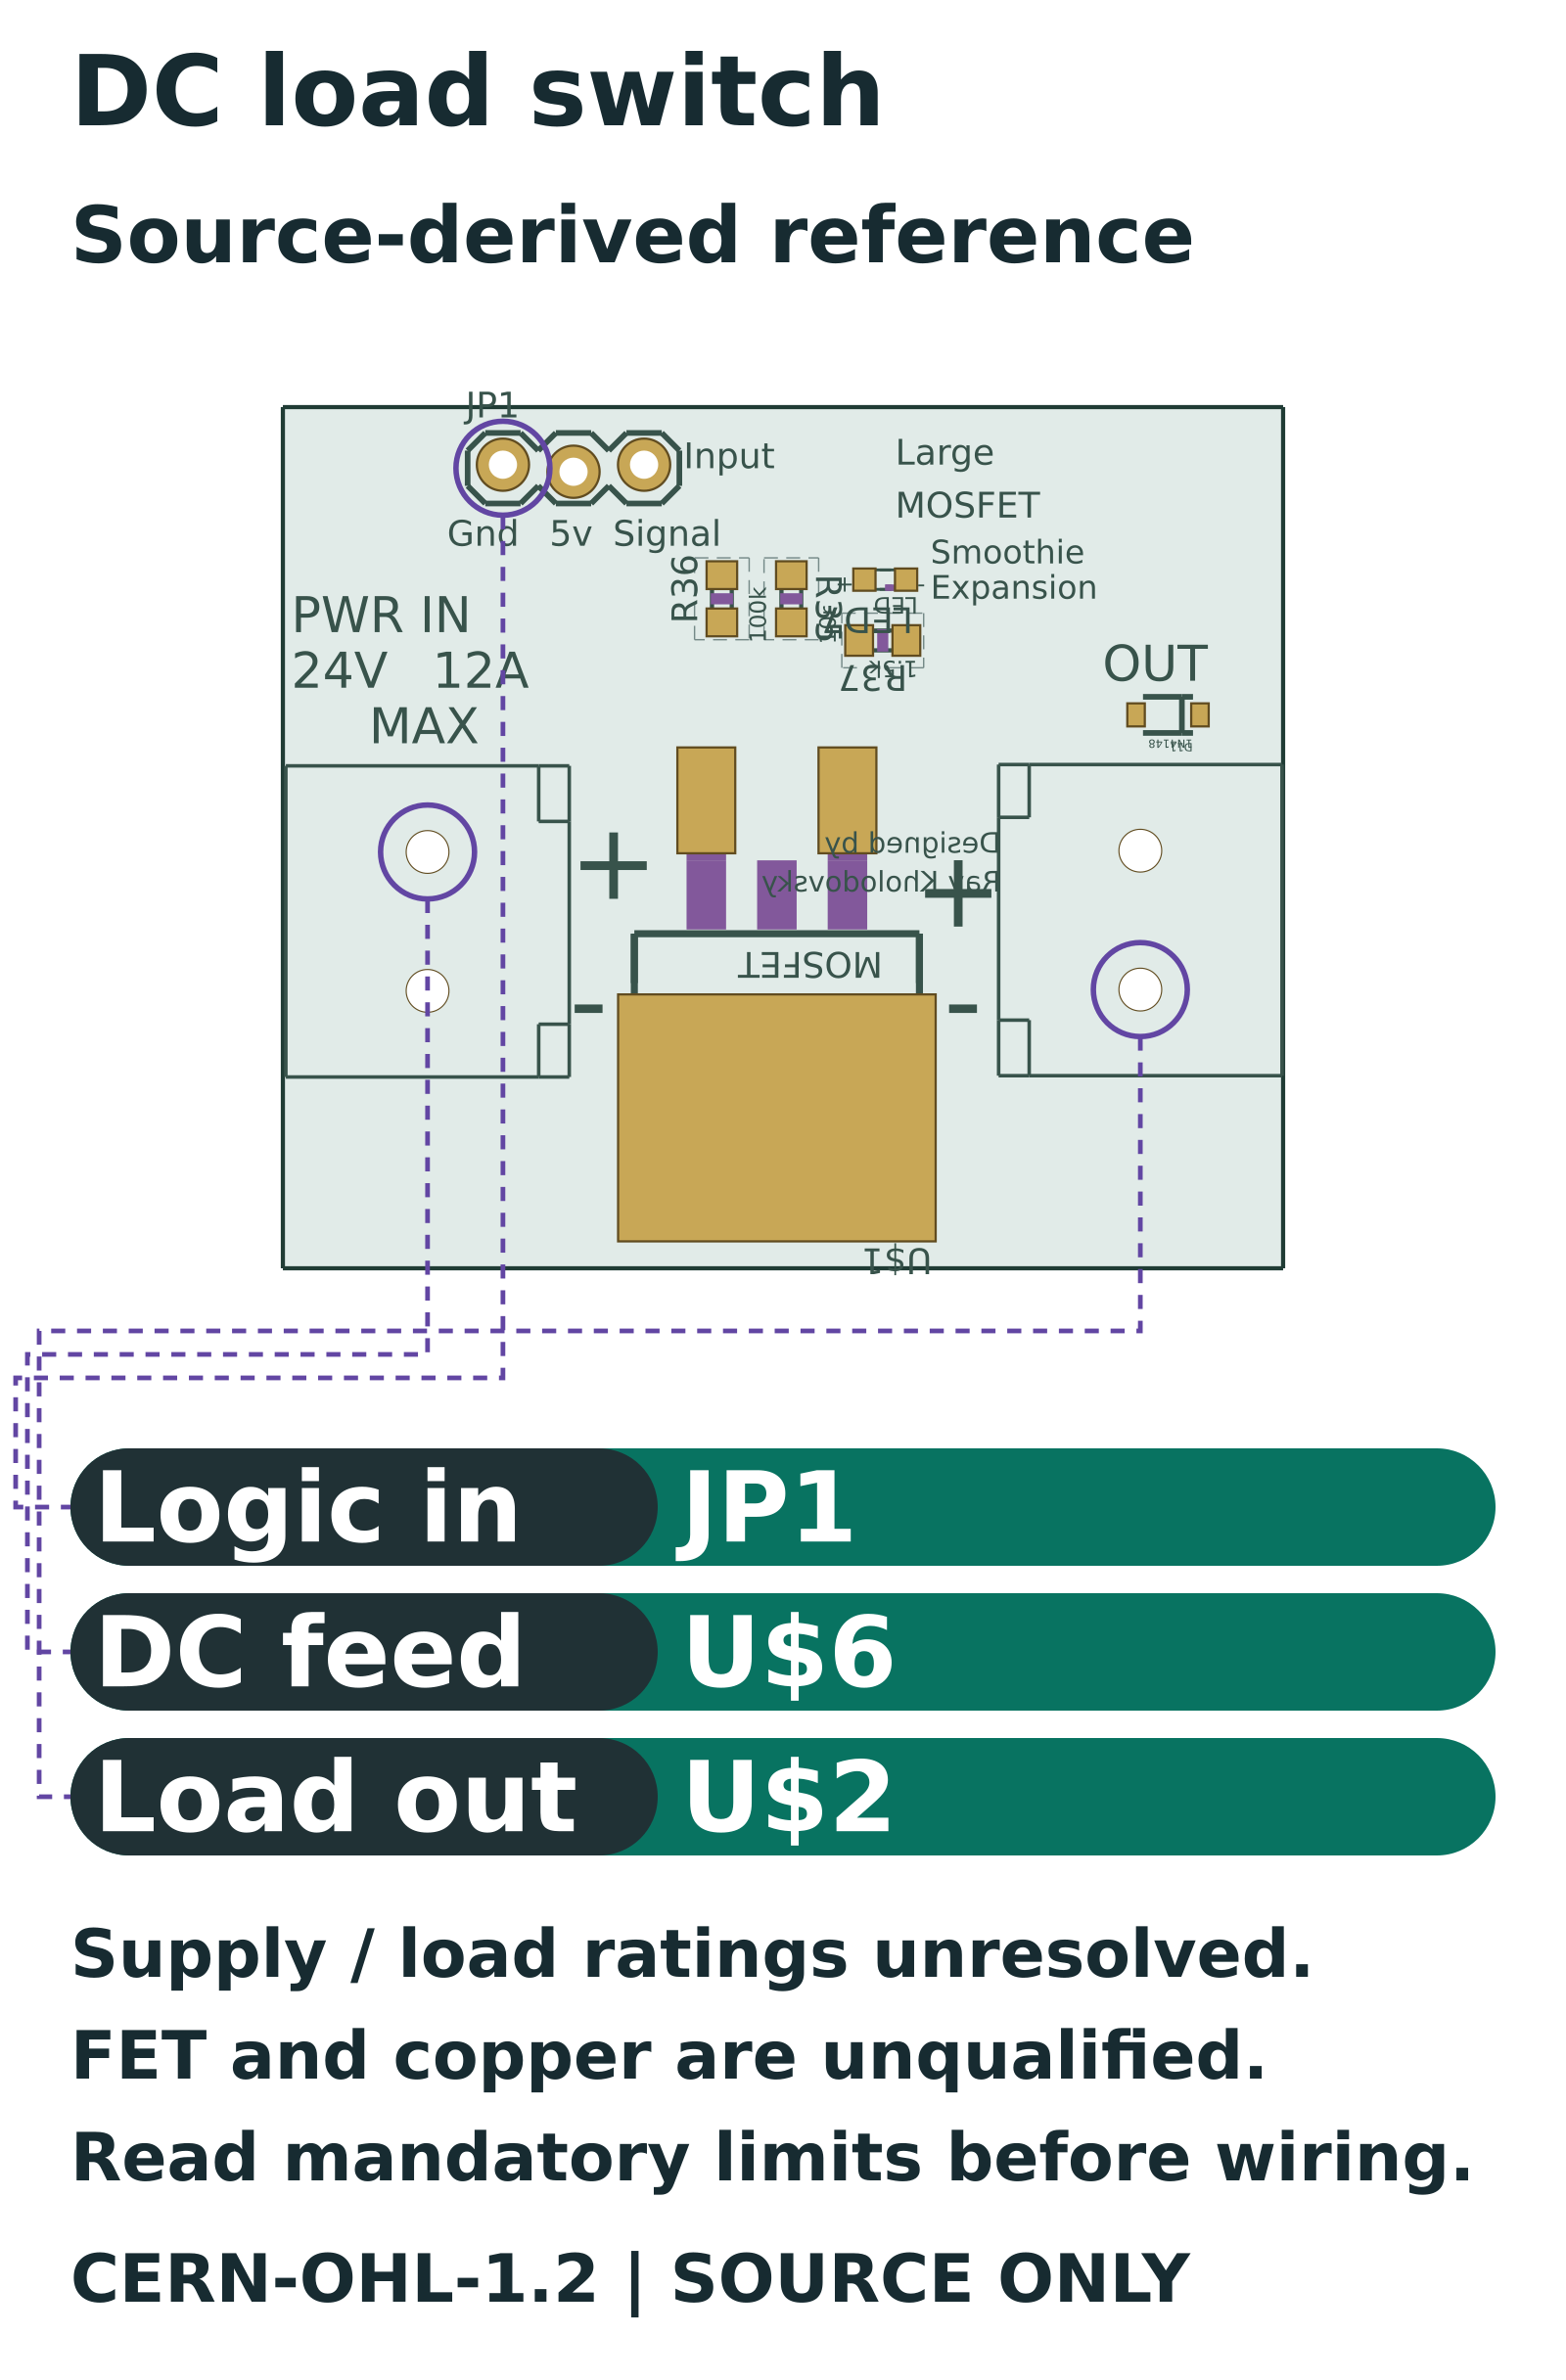 DC load switch
Source-derived reference
JP1
Input
Large
MOSFET
Gnd 5v Signal
Smoothie
Expansion
R36
100k
LED
LED
1.5k
R37
PWR IN
24V 12A
MAX
OUT
1N4148
D11
+
+
Designed by
Ray Kholodovsky
MOSFET
-
-
U$1
Logic in JP1
DC feed U$6
Load out U$2
Supply / load ratings unresolved.
FET and copper are unqualified.
Read mandatory limits before wiring.
CERN-OHL-1.2 | SOURCE ONLY